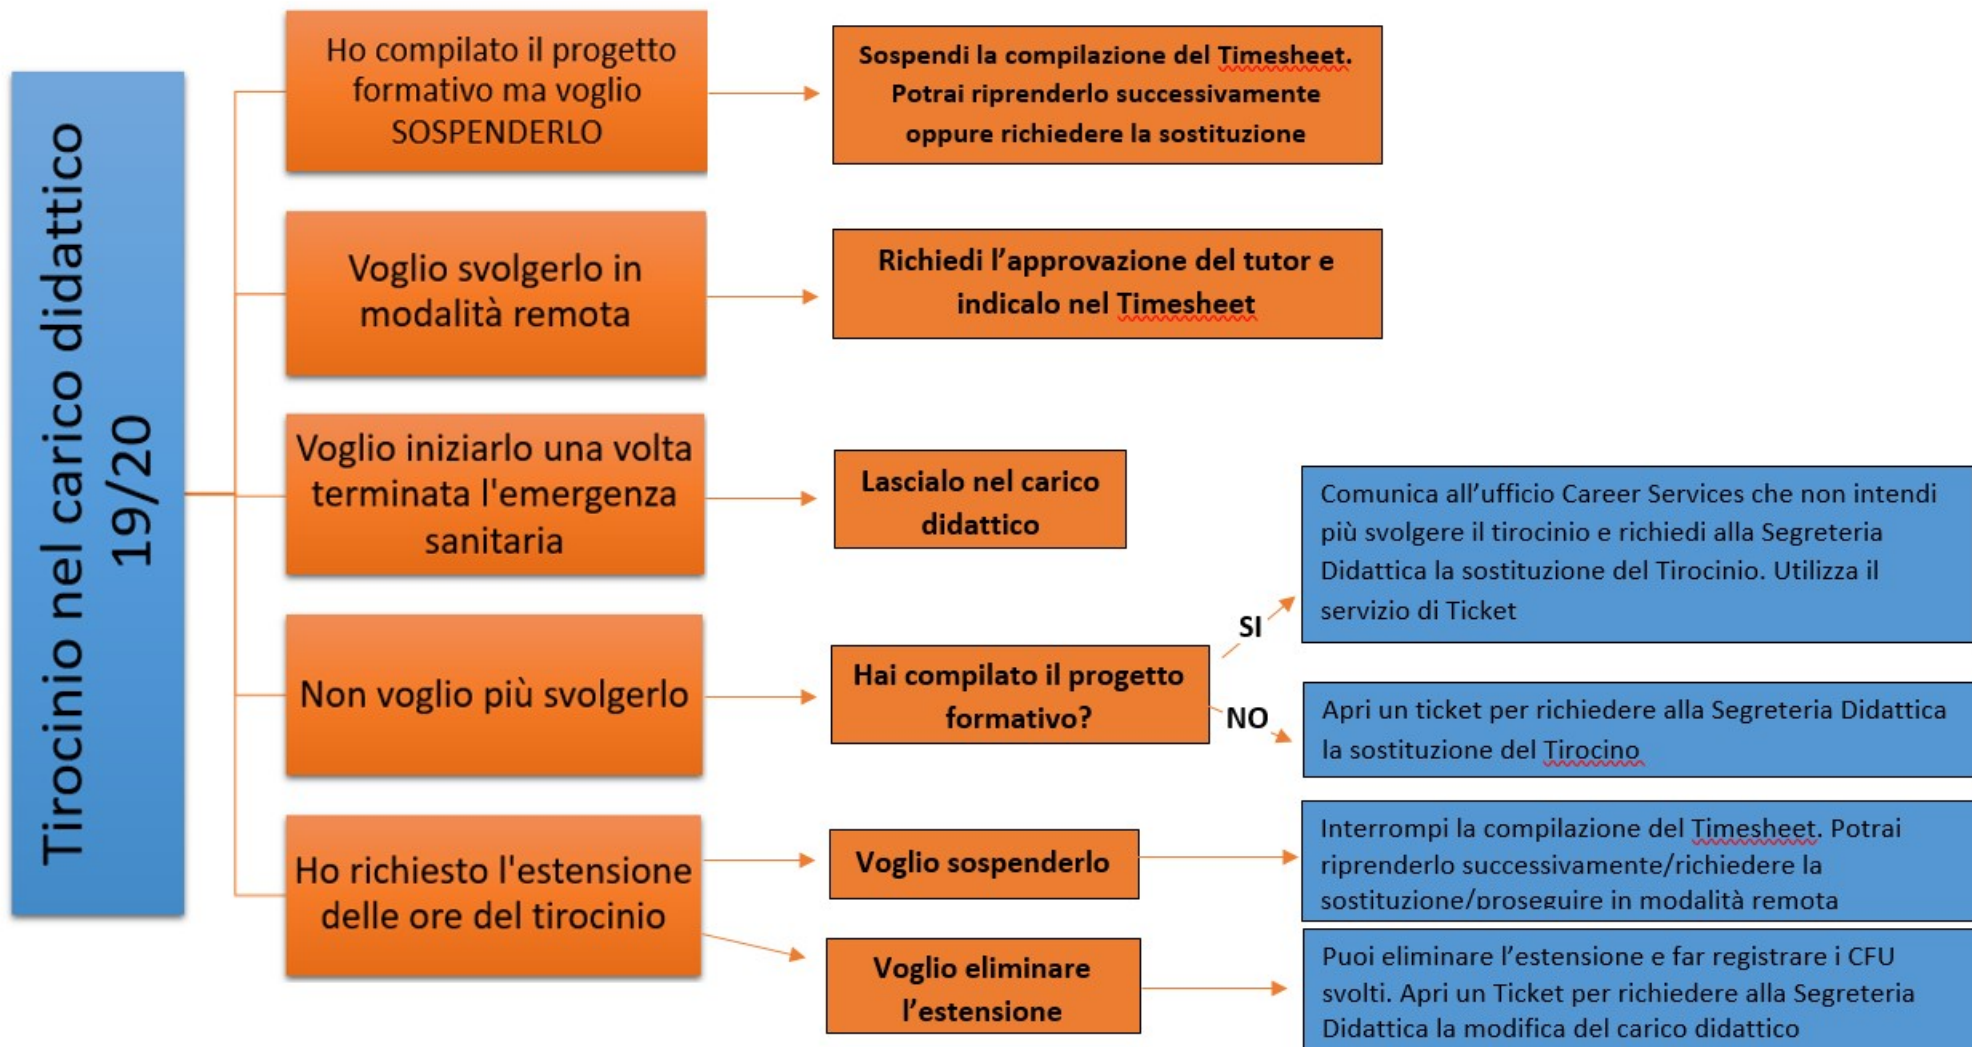 Tirocinio nel carico didattico
19/20
Ho compilato il progetto
formativo ma voglio
SOSPENDERLO
Sospendi la compilazione del Timesheet.
Potrai riprenderlo successivamente
oppure richiedere la sostituzione
Voglio svolgerlo in
modalità remota
Richiedi l’approvazione del tutor e
indicalo nel Timesheet
Voglio iniziarlo una volta
terminata l'emergenza
sanitaria
Lascialo nel carico
didattico
Non voglio più svolgerlo
Hai compilato il progetto
formativo?
SI
Comunica all’ufficio Career Services che non intendi
più svolgere il tirocinio e richiedi alla Segreteria
Didattica la sostituzione del Tirocinio. Utilizza il
servizio di Ticket
NO
Apri un ticket per richiedere alla Segreteria Didattica
la sostituzione del Tirocino
Ho richiesto l'estensione
delle ore del tirocinio
Voglio sospenderlo
Interrompi la compilazione del Timesheet. Potrai
riprenderlo successivamente/richiedere la
sostituzione/proseguire in modalità remota
Voglio eliminare
l’estensione
Puoi eliminare l’estensione e far registrare i CFU
svolti. Apri un Ticket per richiedere alla Segreteria
Didattica la modifica del carico didattico